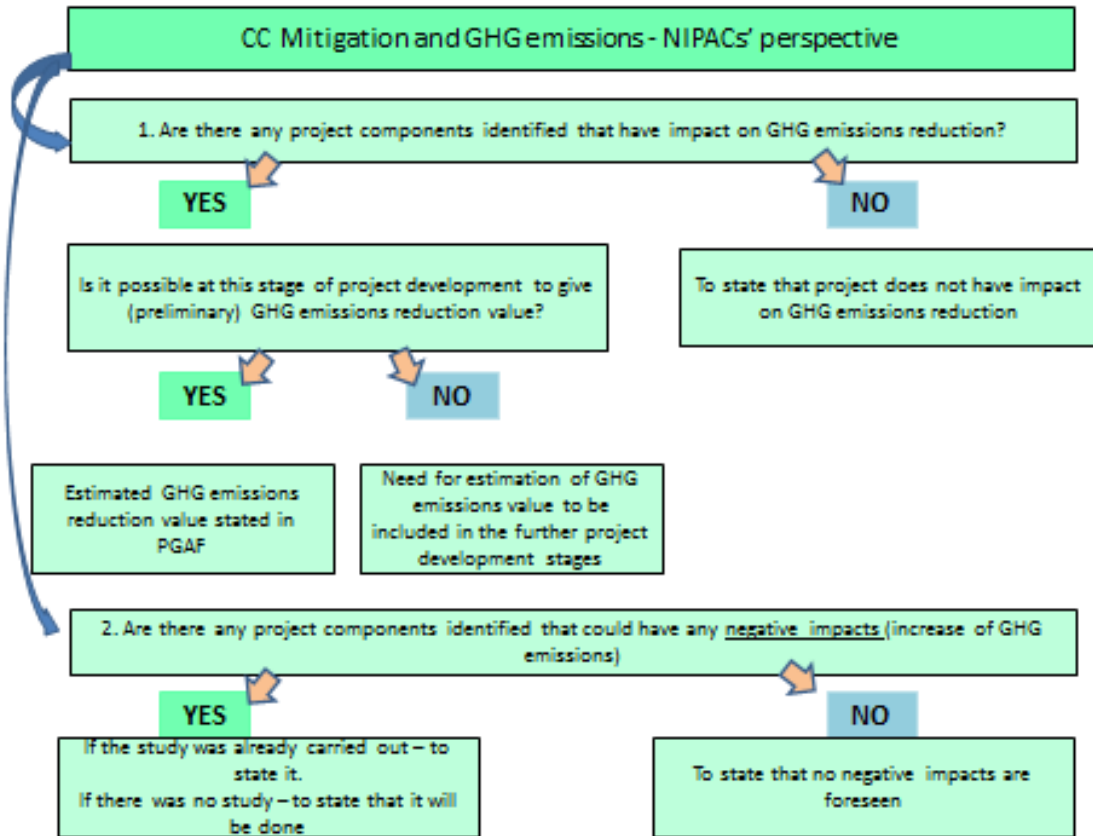 CC Mitigation and GHG emissions - NIPACs' perspective
1. Are there any project components identified that have impact on GHG emissions reduction?
YES
NO
Is it possible at this stage of project development to give
(preliminary) GHG emissions reduction value?
To state that project does not have impact
on GHG emissions reduction
YES
NO
Estimated GHG emissions
reduction value stated in
PGAF
Need for estimation of GHG
emissions value to be
included in the further project
development stages
2. Are there any project components identified that could have any negative impacts (increase of GHG
emissions)
YES
NO
If the study was already carried out – to
state it.
If there was no study – to state that it will
be done
To state that no negative impacts are
foreseen